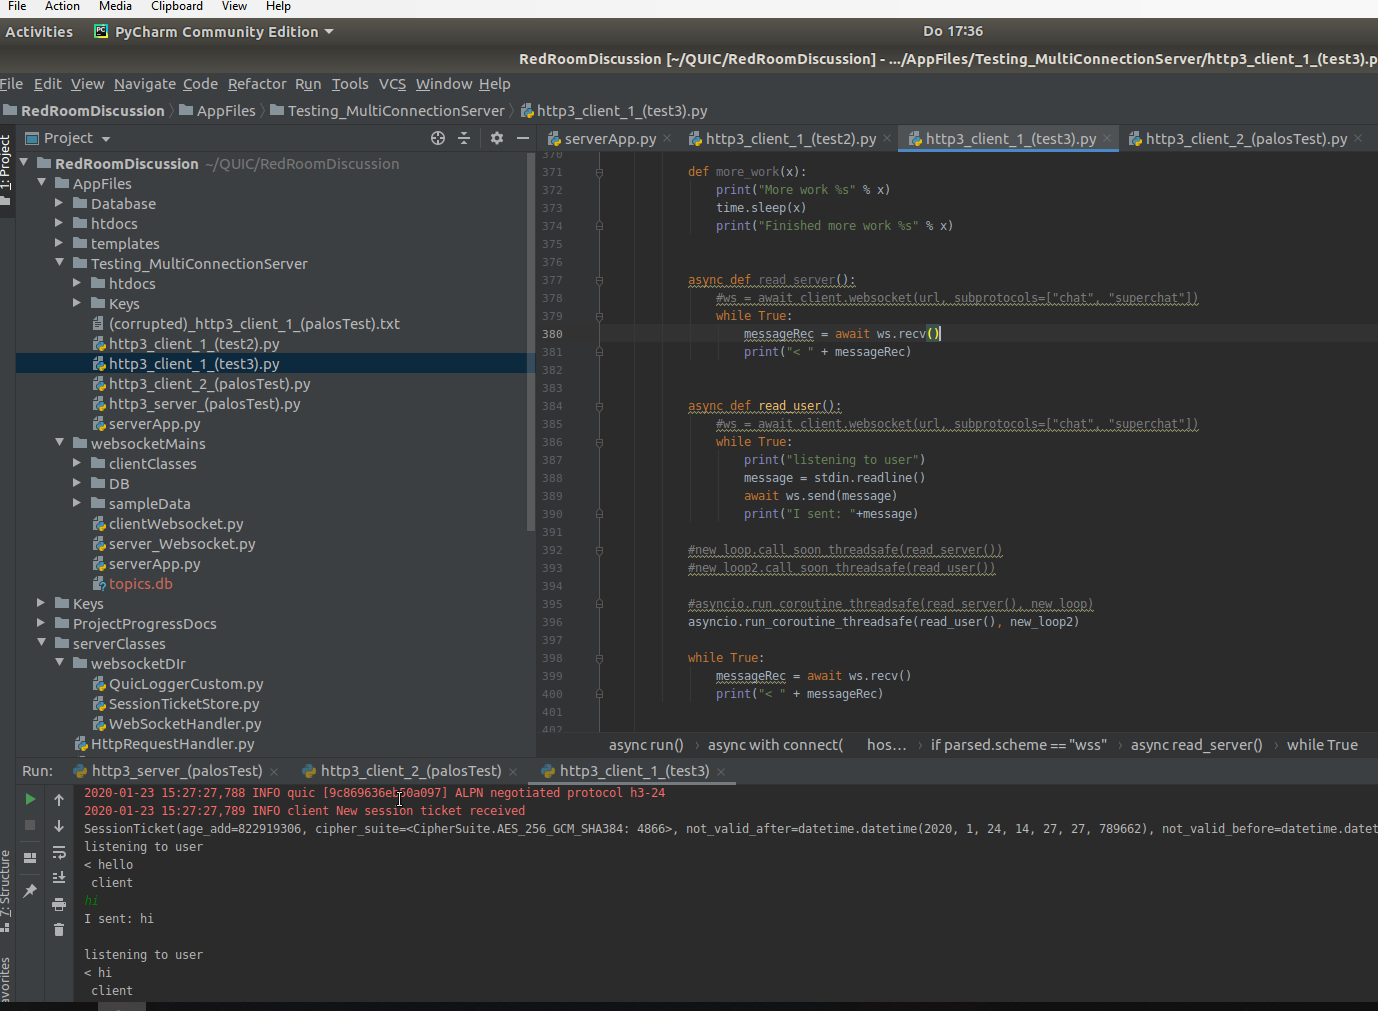 File Action Media Clipboard View Help
Activities PyCharm Community Edition Do 17:36
RedRoomDiscussion [~/QUIC/RedRoomDiscussion] - .../AppFiles/Testing_MultiConnectionServer/http3_client_1_(test3).p
File Edit View Navigate Code Refactor Run Tools VCS Window Help
RedRoomDiscussion AppFiles Testing_MultiConnectionServer http3_client_1_(test3).py
Project
serverApp.py http3_client_1_(test2).py http3_client_1_(test3).py http3_client_2_(palosTest).py
1: Project
RedRoomDiscussion ~/QUIC/RedRoomDiscussion
AppFiles
Database
htdocs
templates
Testing_MultiConnectionServer
htdocs
Keys
(corrupted)_http3_client_1_(palosTest).txt
http3_client_1_(test2).py
http3_client_1_(test3).py
http3_client_2_(palosTest).py
http3_server_(palosTest).py
serverApp.py
websocketMains
clientClasses
DB
sampleData
clientWebsocket.py
server_Websocket.py
serverApp.py
topics.db
Keys
ProjectProgressDocs
serverClasses
websocketDIr
QuicLoggerCustom.py
SessionTicketStore.py
WebSocketHandler.py
HttpRequestHandler.py
370
371 def more_work(x):
372 print("More work %s" % x)
373 time.sleep(x)
374 print("Finished more work %s" % x)
375
376
377 async def read_server():
378 #ws = await client.websocket(url, subprotocols=["chat", "superchat"])
379 while True:
380 messageRec = await ws.recv()
381 print("< " + messageRec)
382
383
384 async def read_user():
385 #ws = await client.websocket(url, subprotocols=["chat", "superchat"])
386 while True:
387 print("listening to user")
388 message = stdin.readline()
389 await ws.send(message)
390 print("I sent: "+message)
391
392 #new_loop.call_soon_threadsafe(read_server())
393 #new_loop2.call_soon_threadsafe(read_user())
394
395 #asyncio.run_coroutine_threadsafe(read_server(), new_loop)
396 asyncio.run_coroutine_threadsafe(read_user(), new_loop2)
397
398 while True:
399 messageRec = await ws.recv()
400 print("< " + messageRec)
401
402
async run() › async with connect( hos... › if parsed.scheme == "wss" › async read_server() › while True
Run: http3_server_(palosTest) http3_client_2_(palosTest) http3_client_1_(test3)
2020-01-23 15:27:27,788 INFO quic [9c869636eb50a097] ALPN negotiated protocol h3-24
2020-01-23 15:27:27,789 INFO client New session ticket received
SessionTicket(age_add=822919306, cipher_suite=<CipherSuite.AES_256_GCM_SHA384: 4866>, not_valid_after=datetime.datetime(2020, 1, 24, 14, 27, 27, 789662), not_valid_before=datetime.datet
listening to user
< hello
client
hi
I sent: hi
listening to user
< hi
client
7: Structure
avorites